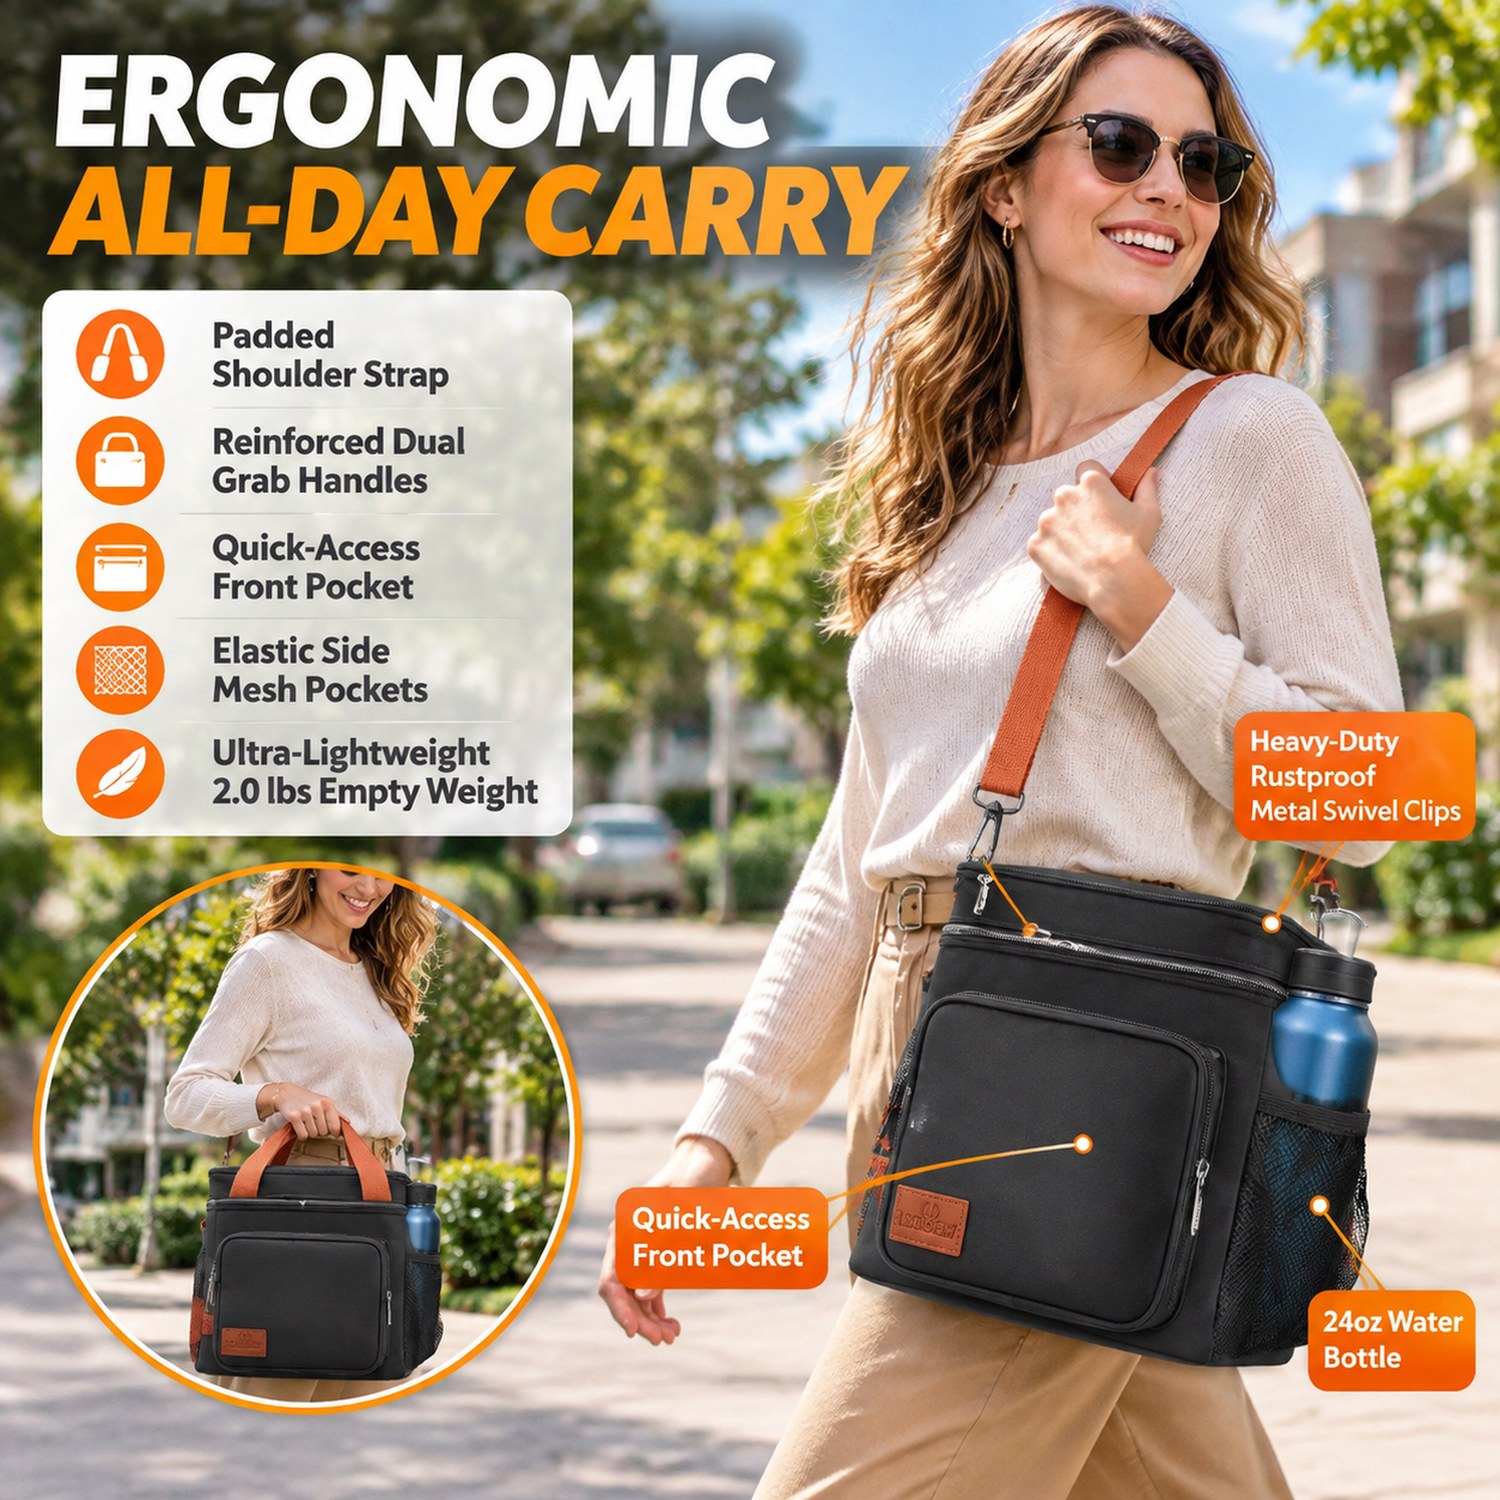 ERGONOMIC
ALL-DAY CARRY
Padded
Shoulder Strap
Reinforced Dual
Grab Handles
Quick-Access
Front Pocket
Elastic Side
Mesh Pockets
Ultra-Lightweight
2.0 lbs Empty Weight
Heavy-Duty
Rustproof
Metal Swivel Clips
Quick-Access
Front Pocket
24oz Water
Bottle